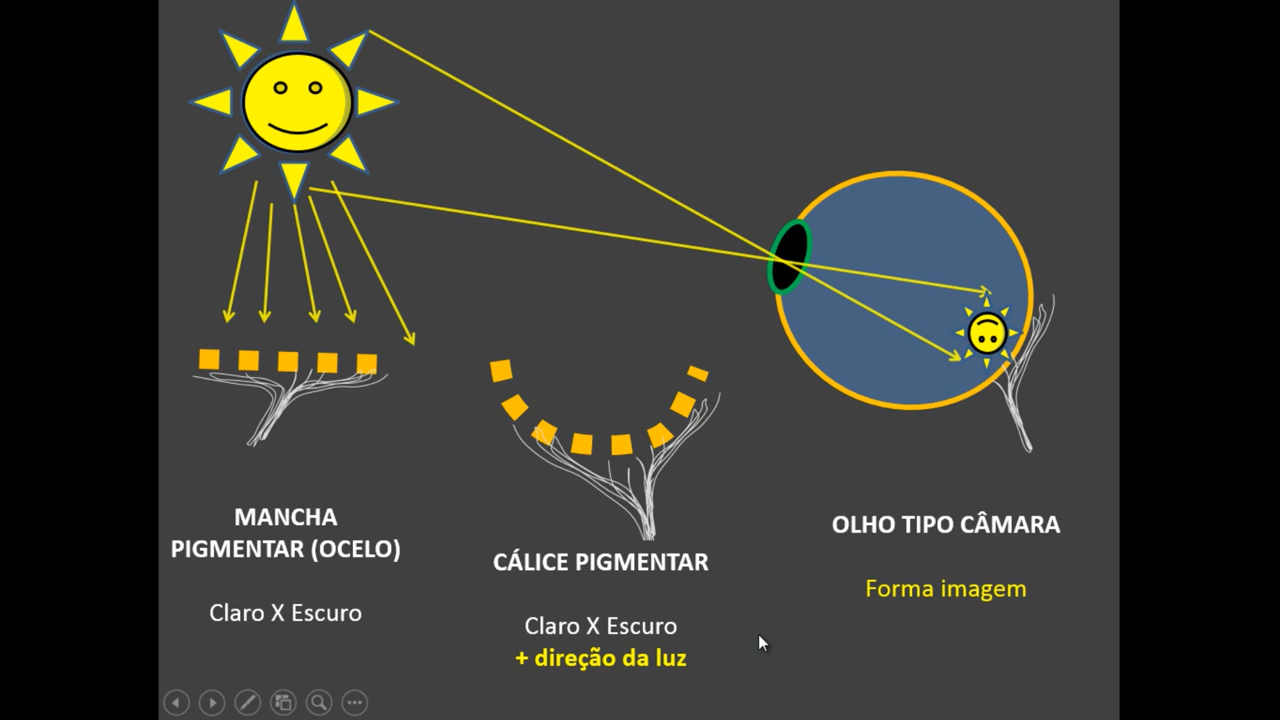 MANCHA
PIGMENTAR (OCELO)
Claro X Escuro
CÁLICE PIGMENTAR
Claro X Escuro
+ direção da luz
OLHO TIPO CÂMARA
Forma imagem